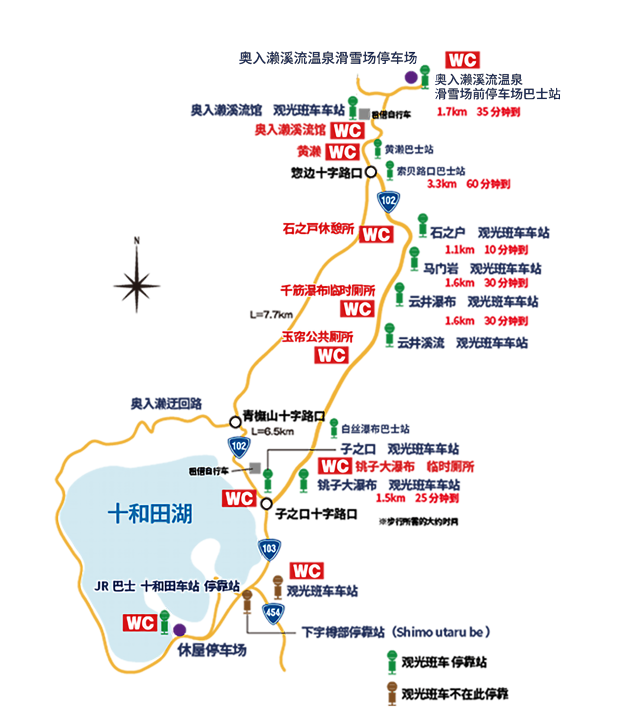 奥入濑溪流温泉滑雪场停车场
WC
奥入濑溪流温泉
滑雪场前停车场巴士站
1.7km 35 分钟到
奥入濑溪流馆 观光班车车站
租借自行车
奥入濑溪流馆 WC
黄濑 WC
黄濑巴士站
惣边十字路口
索贝路口巴士站
3.3km 60 分钟到
102
石之戸休憩所
WC
石之户 观光班车车站
1.1km 10 分钟到
马门岩 观光班车车站
1.6km 30 分钟到
千筋瀑布临时厕所
WC
云井瀑布 观光班车车站
L=7.7km
1.6km 30 分钟到
玉帘公共厕所
WC
云井溪流 观光班车车站
N
奥入濑迂回路
青橅山十字路口
L=6.5km
白丝瀑布巴士站
102
子之口 观光班车车站
WC 铫子大瀑布 临时厕所
租借自行车
铫子大瀑布 观光班车车站
1.5km 25 分钟到
WC
子之口十字路口
十和田湖
※步行所需的大约时间
103
WC
JR 巴士 十和田车站 停靠站
观光班车车站
454
WC
下宇樽部停靠站（Shimo utaru be ）
休屋停车场
观光班车 停靠站
观光班车不在此停靠